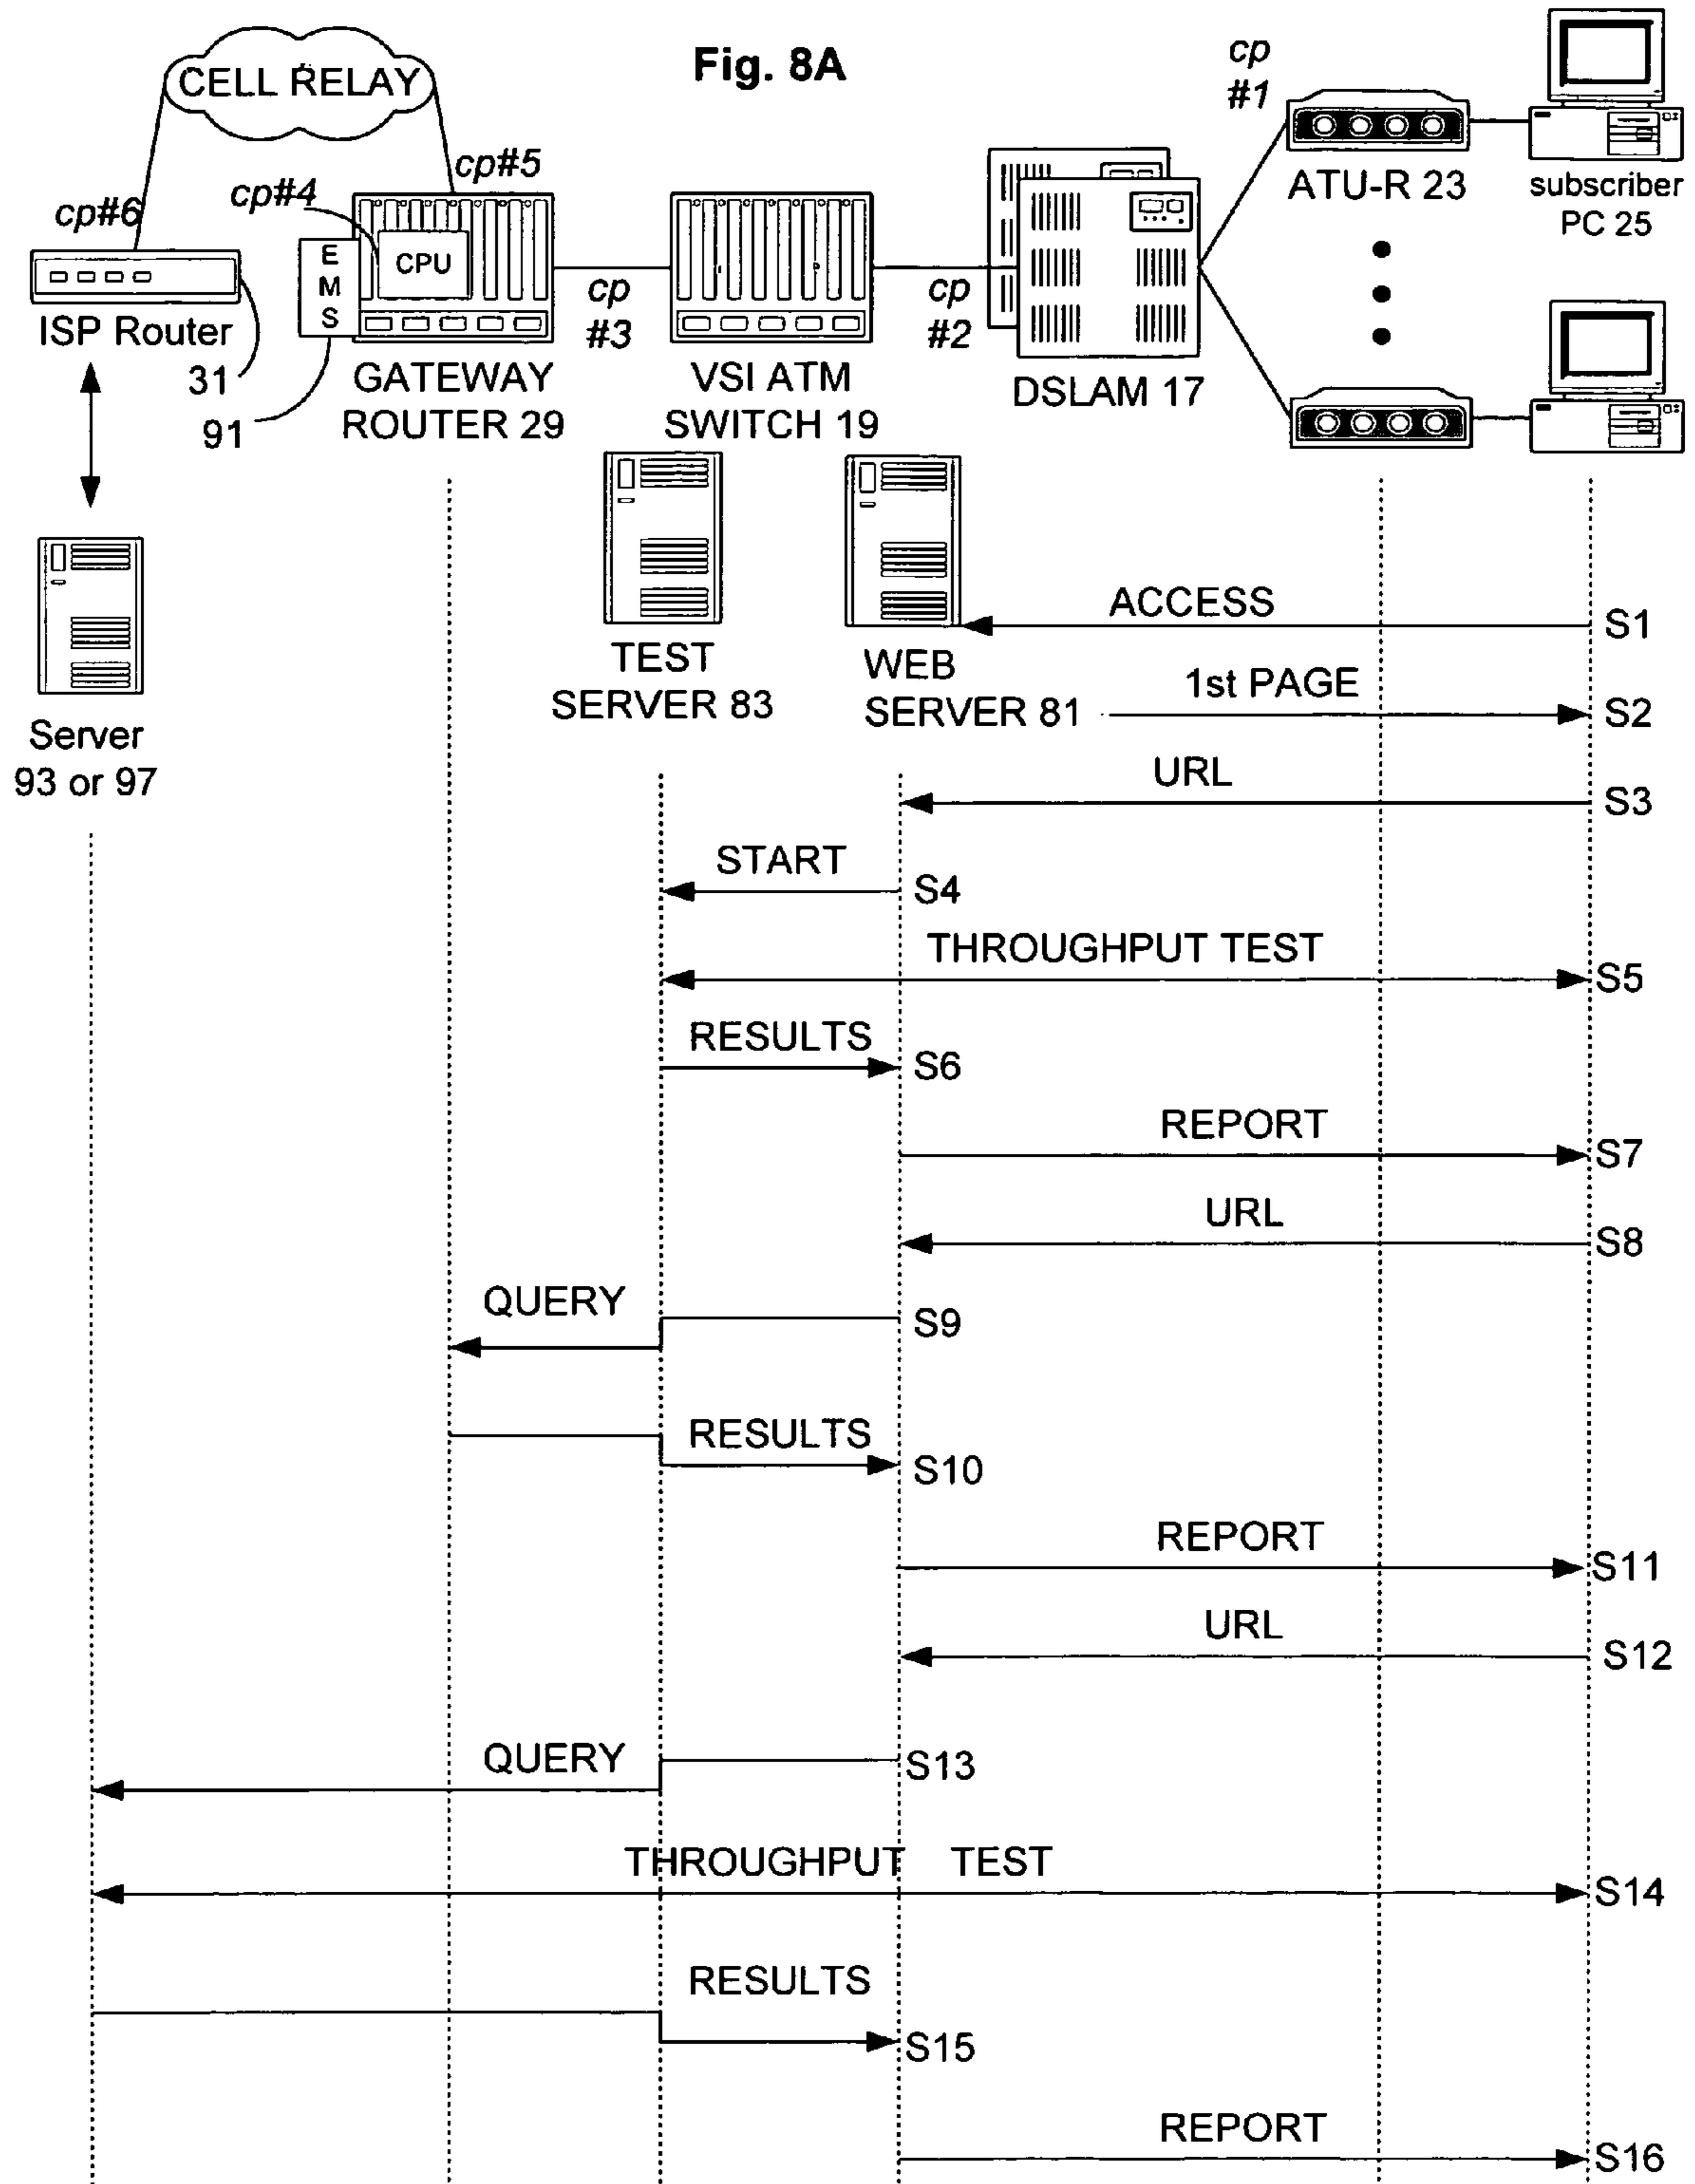 Fig. 8A
CELL RELAY
cp
#1
cp#5
cp#4
cp#6
ATU-R 23
subscriber
PC 25
E
M
S
CPU
cp
#3
cp
#2
ISP Router
31
91
GATEWAY
ROUTER 29
VSI ATM
SWITCH 19
DSLAM 17
TEST
SERVER 83
WEB
SERVER 81
Server
93 or 97
ACCESS
S1
1st PAGE
S2
URL
S3
START
S4
THROUGHPUT TEST
S5
RESULTS
S6
REPORT
S7
URL
S8
QUERY
S9
RESULTS
S10
REPORT
S11
URL
S12
QUERY
S13
THROUGHPUT TEST
S14
RESULTS
S15
REPORT
S16